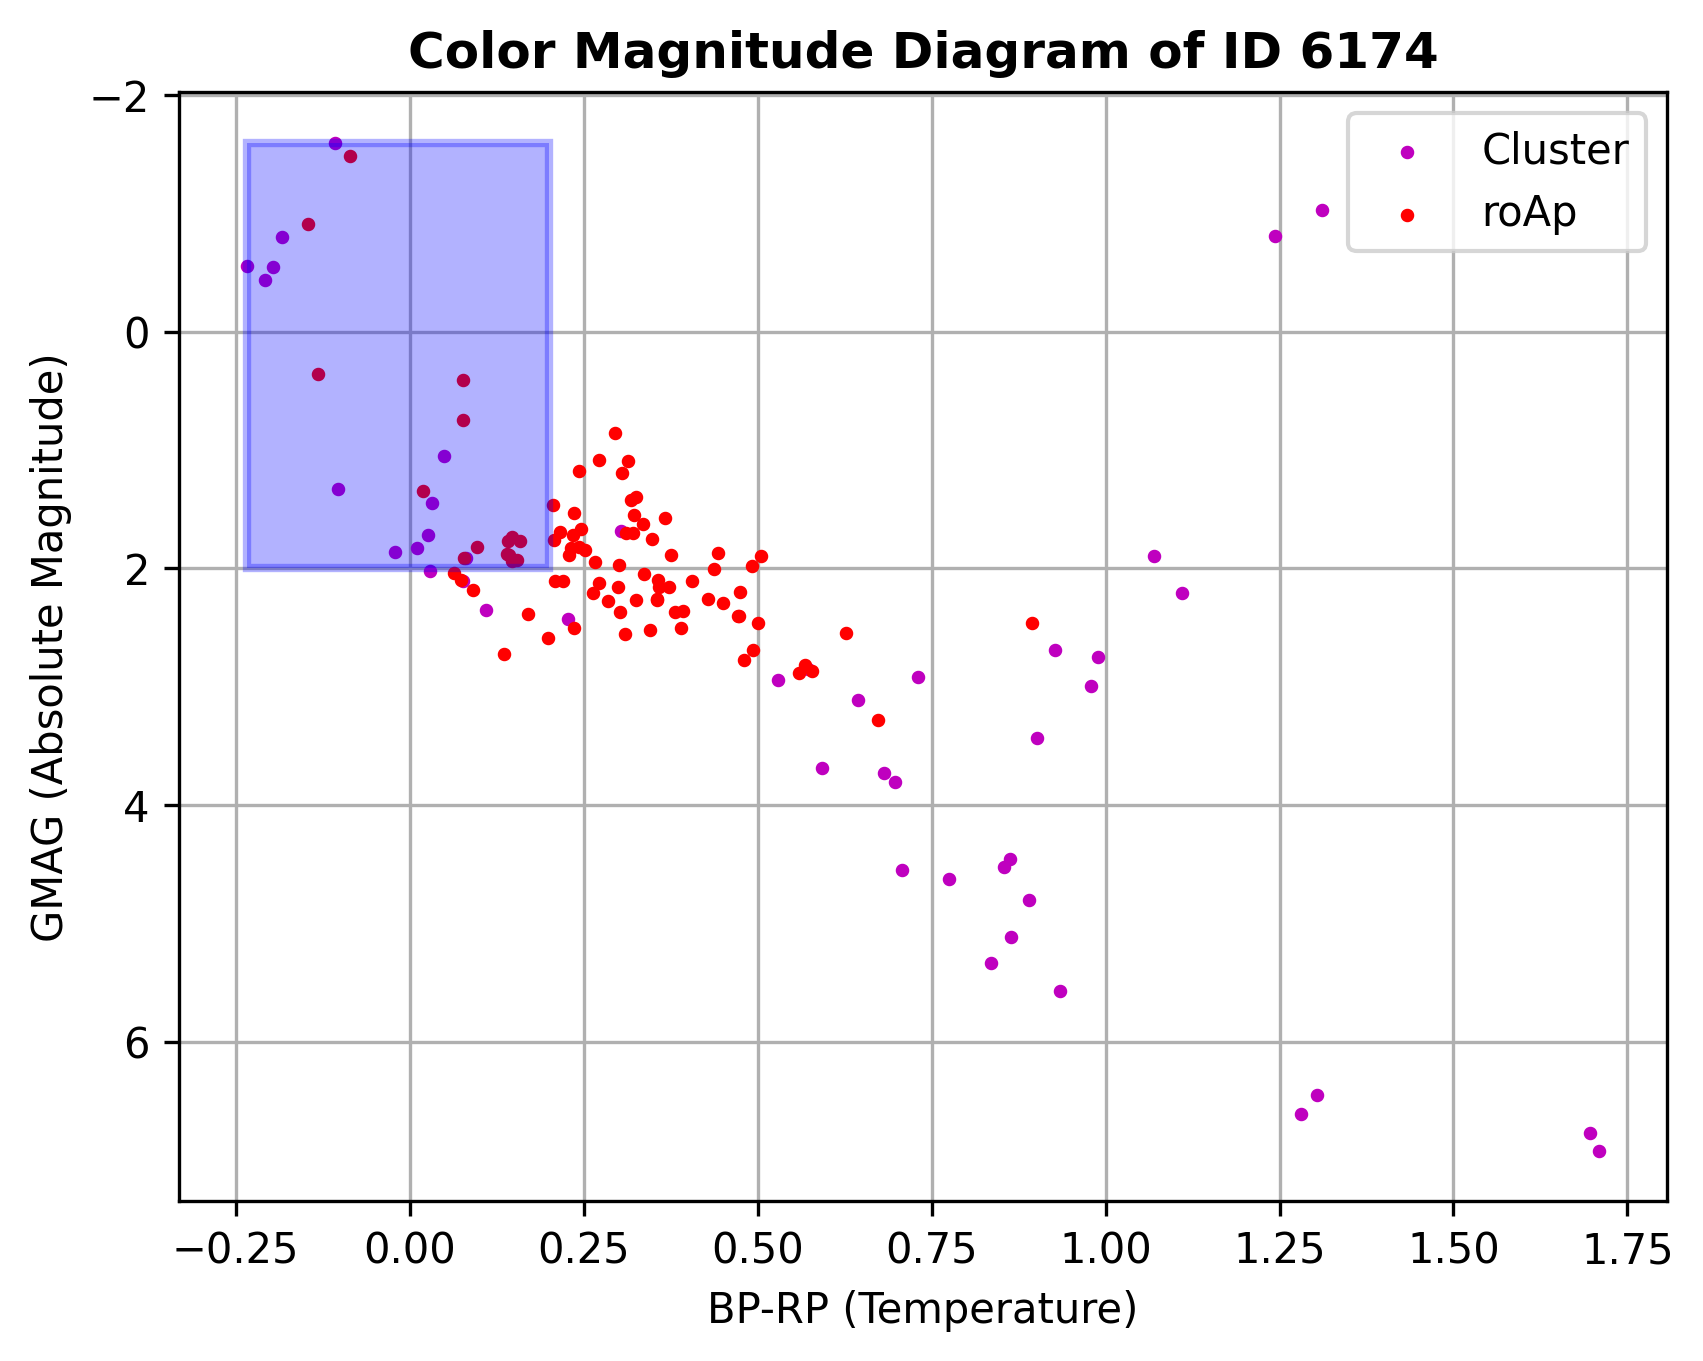 Color Magnitude Diagram of ID 6174
−2
0
2
4
6
GMAG (Absolute Magnitude)
Cluster
roAp
−0.25 0.00 0.25 0.50 0.75 1.00 1.25 1.50 1.75
BP-RP (Temperature)